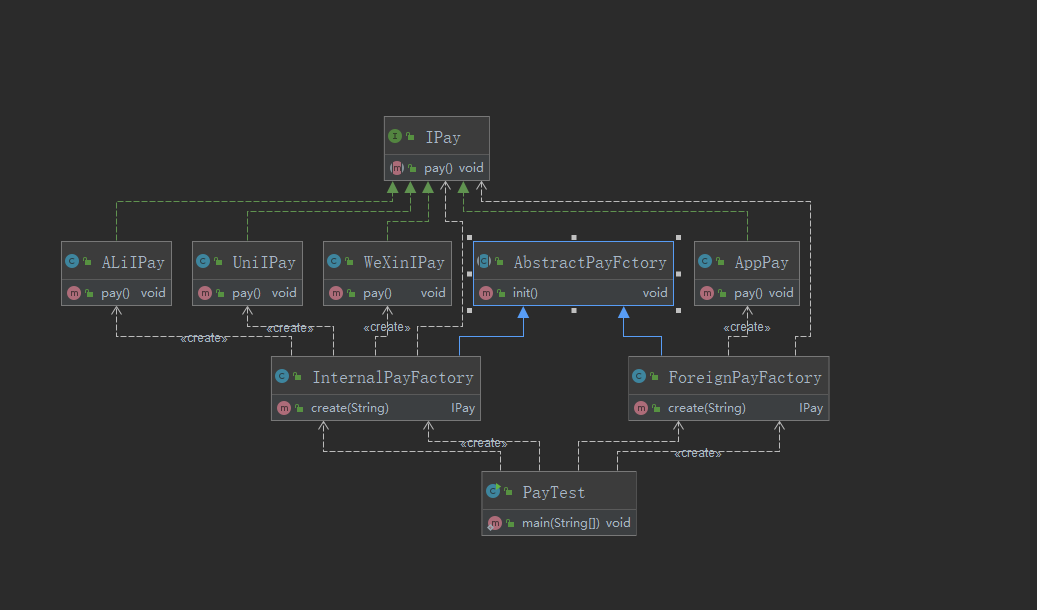 IPay
pay() void
ALiIPay
pay() void
UniIPay
pay() void
WeXinIPay
pay() void
AbstractPayFctory
init() void
AppPay
pay() void
«create»
«create»
«create»
«create»
InternalPayFactory
create(String) IPay
ForeignPayFactory
create(String) IPay
«create»
«create»
PayTest
main(String[]) void